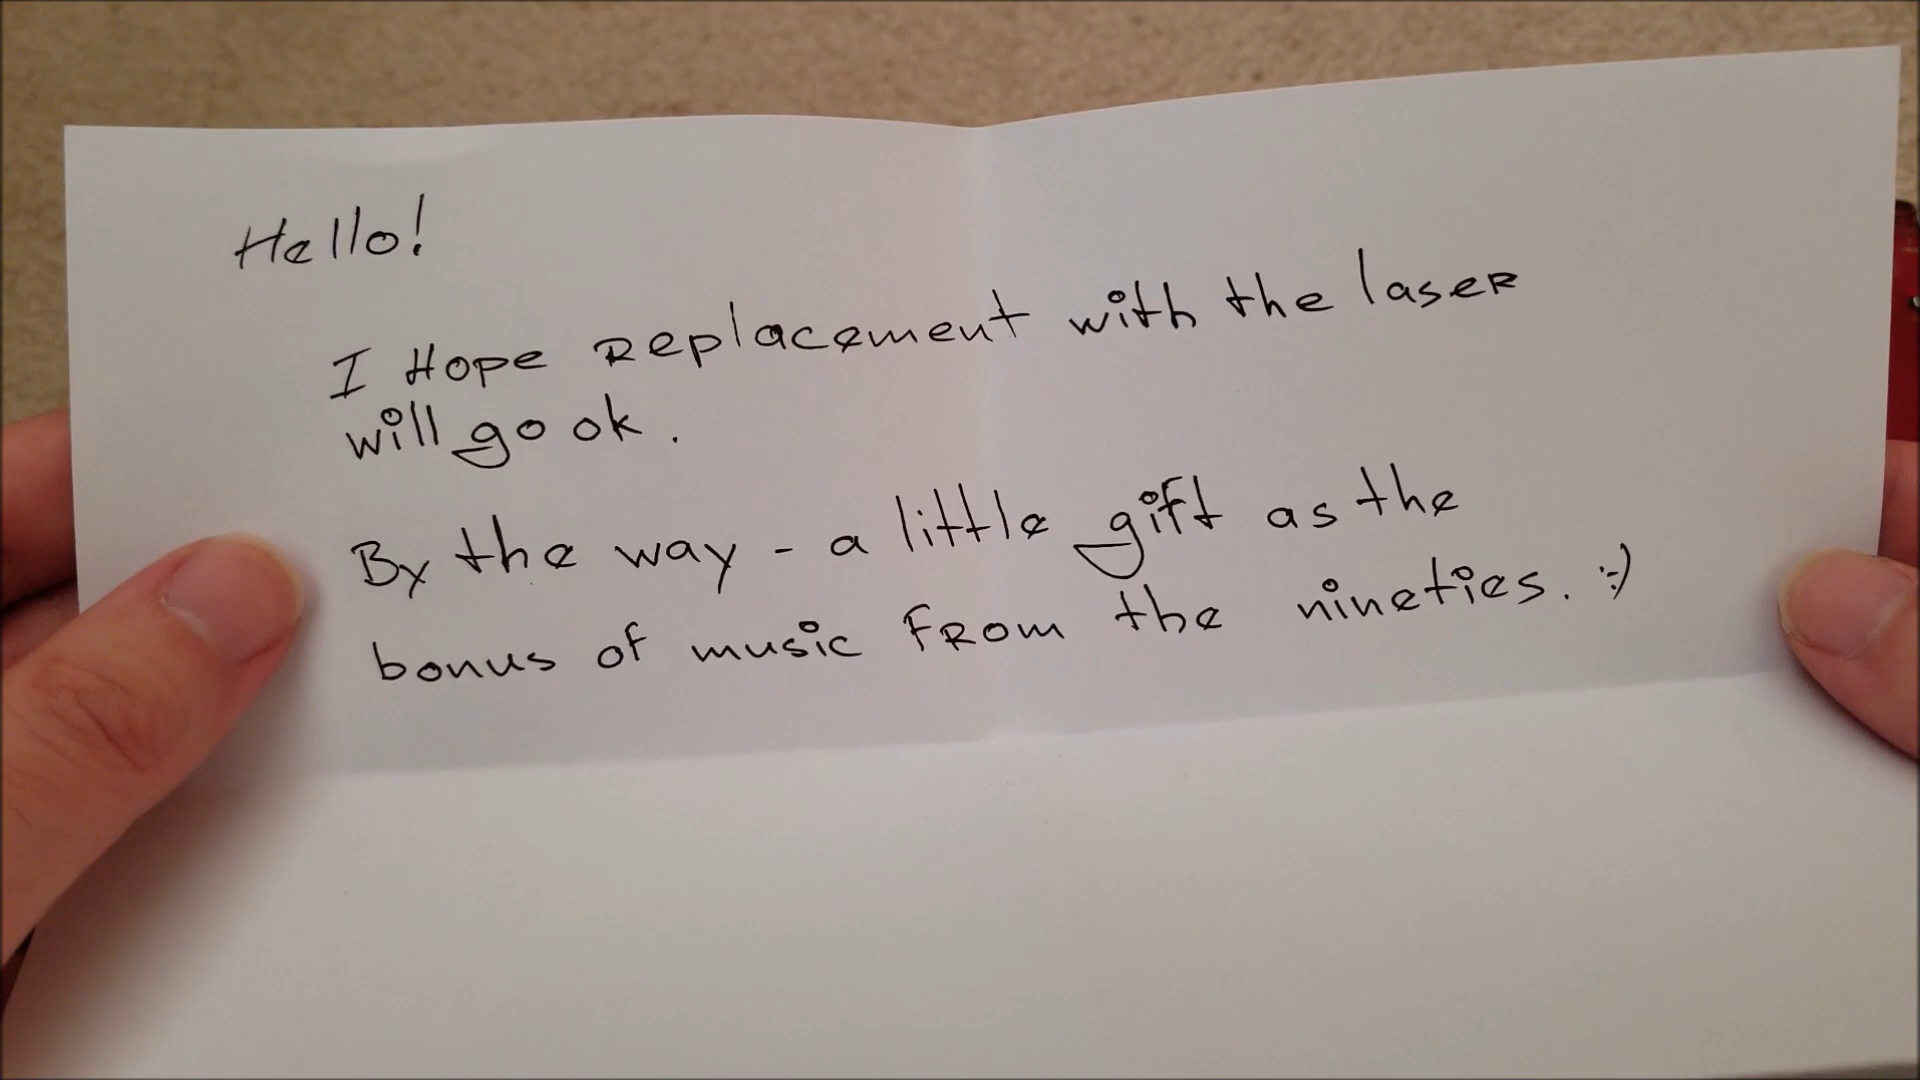 Hello!
I Hope Replacement with the laser
will go ok.
By the way - a little gift as the
bonus of music from the nineties. :-)